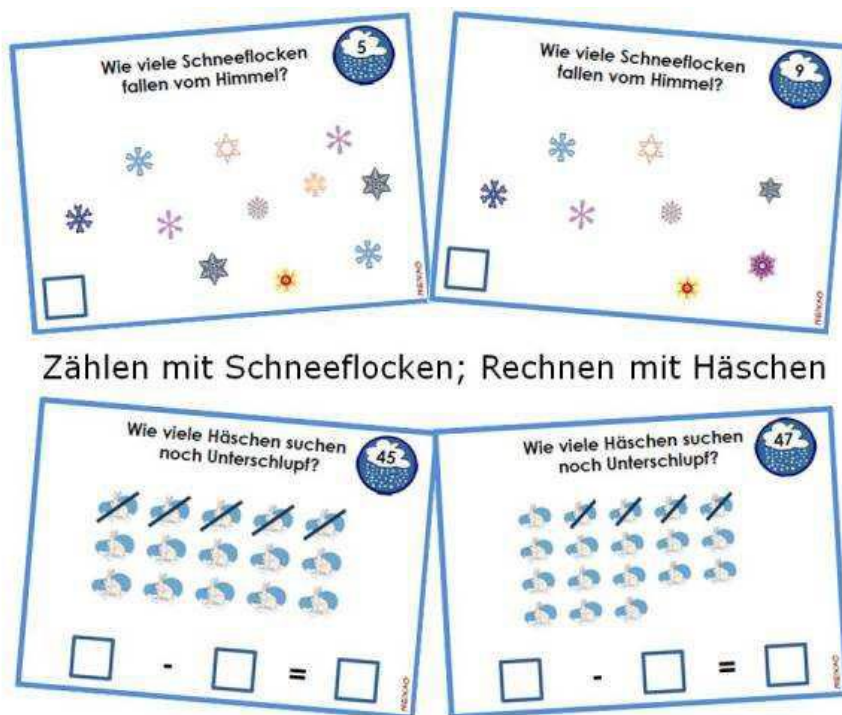 Wie viele Schneeflocken
fallen vom Himmel?
5
Wie viele Schneeflocken
fallen vom Himmel?
9
Zählen mit Schneeflocken; Rechnen mit Häschen
Wie viele Häschen suchen
noch Unterschlupf?
45
- =
Wie viele Häschen suchen
noch Unterschlupf?
47
- =